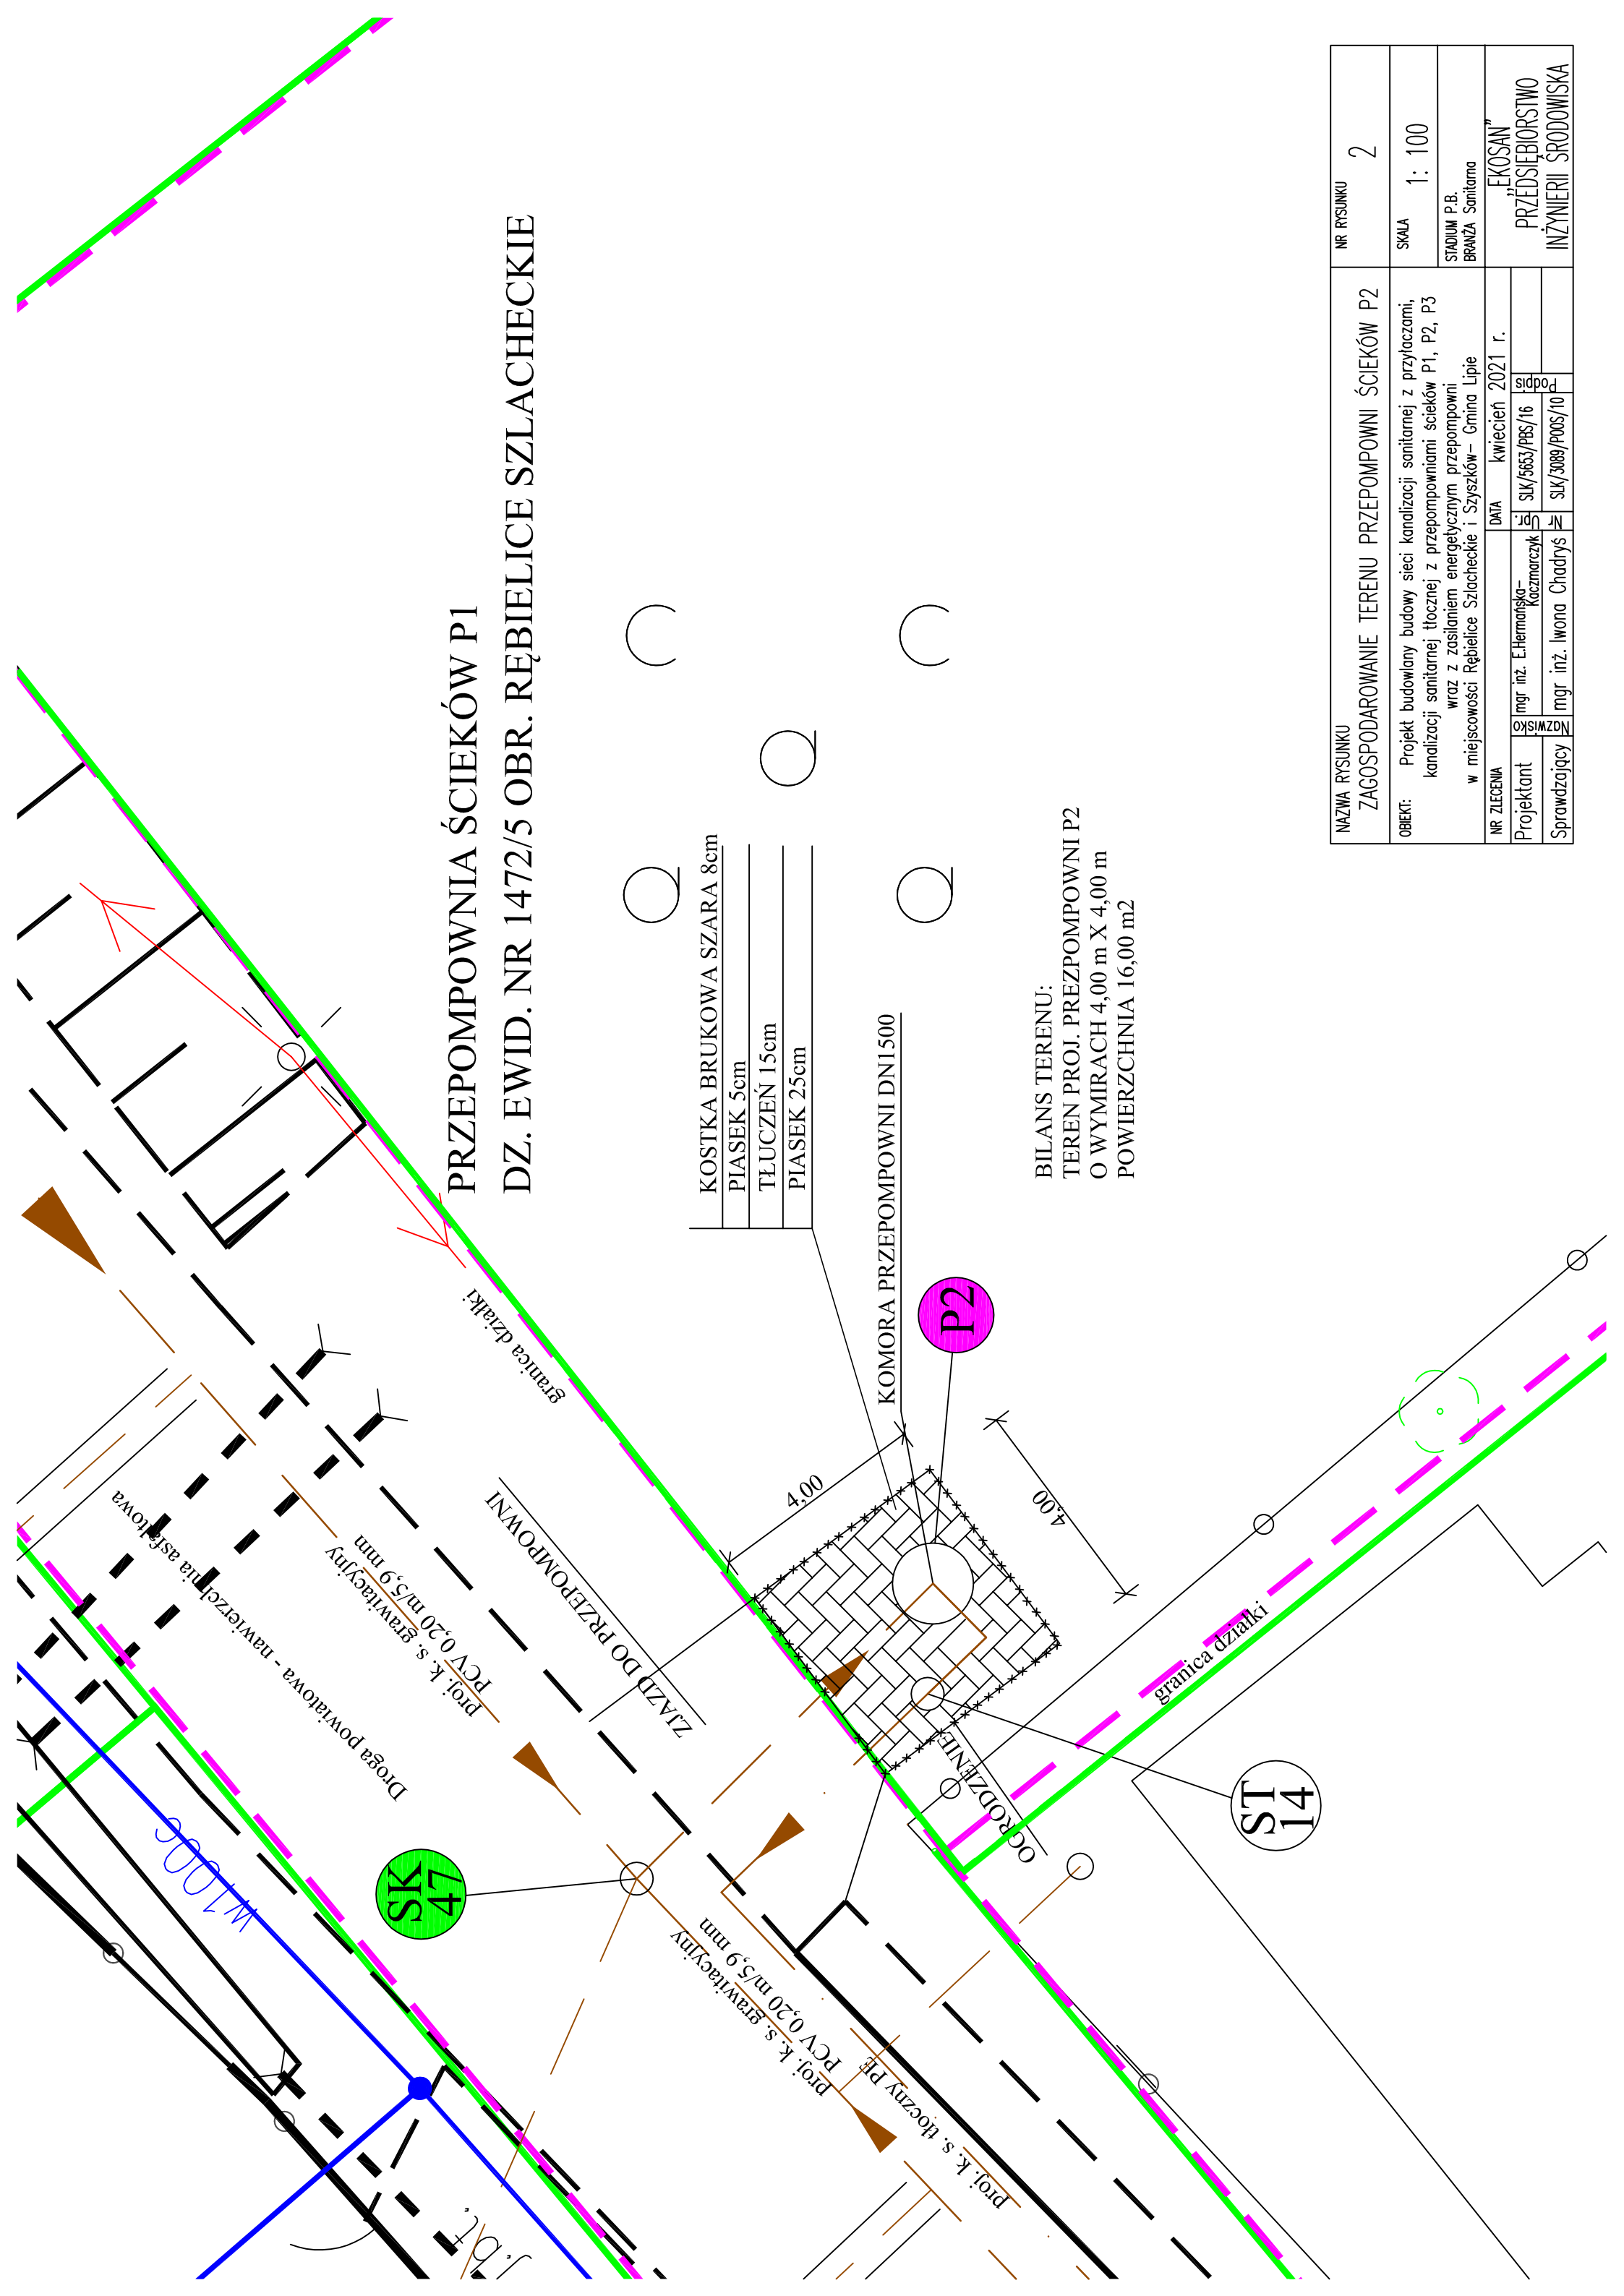 PRZEPOMPOWNIA ŚCIEKÓW P1
DZ. EWID. NR 1472/5 OBR. RĘBIELICE SZLACHECKIE
KOSTKA BRUKOWA SZARA 8cm
PIASEK 5cm
TŁUCZEŃ 15cm
PIASEK 25cm
KOMORA PRZEPOMPOWNI DN1500
P2
BILANS TERENU:
TEREN PROJ. PREZPOMPOWNI P2
O WYMIRACH 4,00 m X 4,00 m
POWIERZCHNIA 16,00 m2
granica działki
4,00
4,00
ZJAZD DO PRZEPOMPOWNI
proj. k. s. grawitacyjny
PCV 0,20 m/5,9 mm
Droga powiatowa - nawierzchnia asfaltowa
w100c
SK
47
OGRODZENIE
granica działki
ST
14
proj. k. s. grawitacyjny
PCV 0,20 m/5,9 mm
proj. k. s. tłoczny PE
j.b†.
NAZWA RYSUNKU
ZAGOSPODAROWANIE TERENU PRZEPOMPOWNI ŚCIEKÓW P2
NR RYSUNKU
2
OBIEKT:
Projekt budowlany budowy sieci kanalizacji sanitarnej z przyłączami,
kanalizacji sanitarnej tłocznej z przepompowniami ścieków P1, P2, P3
wraz z zasilaniem energetycznym przepompowni
w miejscowości Rębielice Szlacheckie i Szyszków- Gmina Lipie
SKALA
1: 100
STADIUM P.B.
BRANŻA Sanitarna
NR ZLECENIA
DATA
kwiecień 2021 r.
„EKOSAN”
PRZEDSIĘBIORSTWO
INŻYNIERII ŚRODOWISKA
Projektant
Nazwisko
mgr inż. E.Hermańska-
Kaczmarczyk
Nr Upr.
SLK/5653/PBS/16
Podpis
Sprawdzający
mgr inż. Iwona Chadryś
SLK/3089/POOS/10